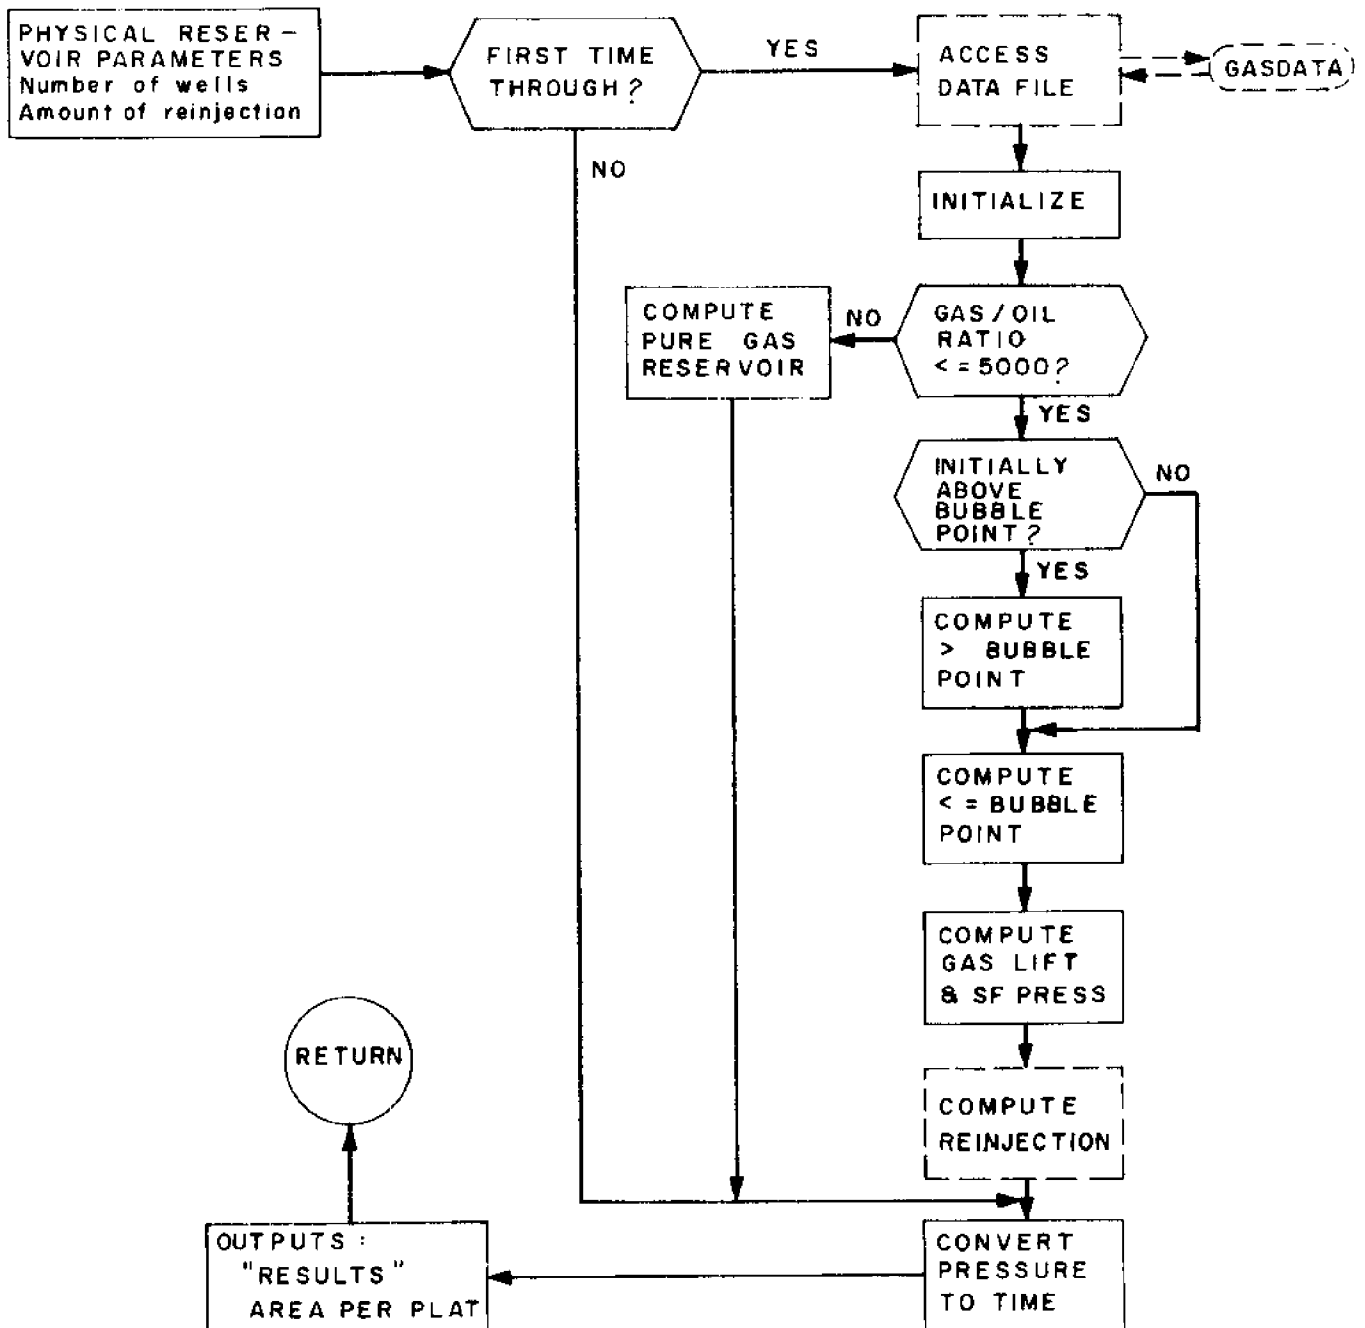 PHYSICAL RESER-
VOIR PARAMETERS
Number of wells
Amount of reinjection
FIRST TIME
THROUGH?
YES
ACCESS
DATA FILE
GASDATA
NO
INITIALIZE
COMPUTE
PURE GAS
RESERVOIR
NO
GAS/OIL
RATIO
<=5000?
YES
INITIALLY
ABOVE
BUBBLE
POINT?
NO
YES
COMPUTE
> BUBBLE
POINT
COMPUTE
<= BUBBLE
POINT
COMPUTE
GAS LIFT
& SF PRESS
RETURN
COMPUTE
REINJECTION
OUTPUTS:
"RESULTS"
AREA PER PLAT
CONVERT
PRESSURE
TO TIME